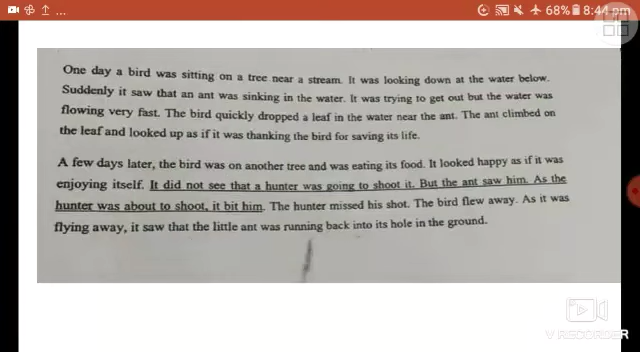 68% 8:44 pm
One day a bird was sitting on a tree near a stream. It was looking down at the water below.
Suddenly it saw that an ant was sinking in the water. It was trying to get out but the water was
flowing very fast. The bird quickly dropped a leaf in the water near the ant. The ant climbed on
the leaf and looked up as if it was thanking the bird for saving its life.
A few days later, the bird was on another tree and was eating its food. It looked happy as if it was
enjoying itself. It did not see that a hunter was going to shoot it. But the ant saw him. As the
hunter was about to shoot, it bit him. The hunter missed his shot. The bird flew away. As it was
flying away, it saw that the little ant was running back into its hole in the ground.
V RECORDER